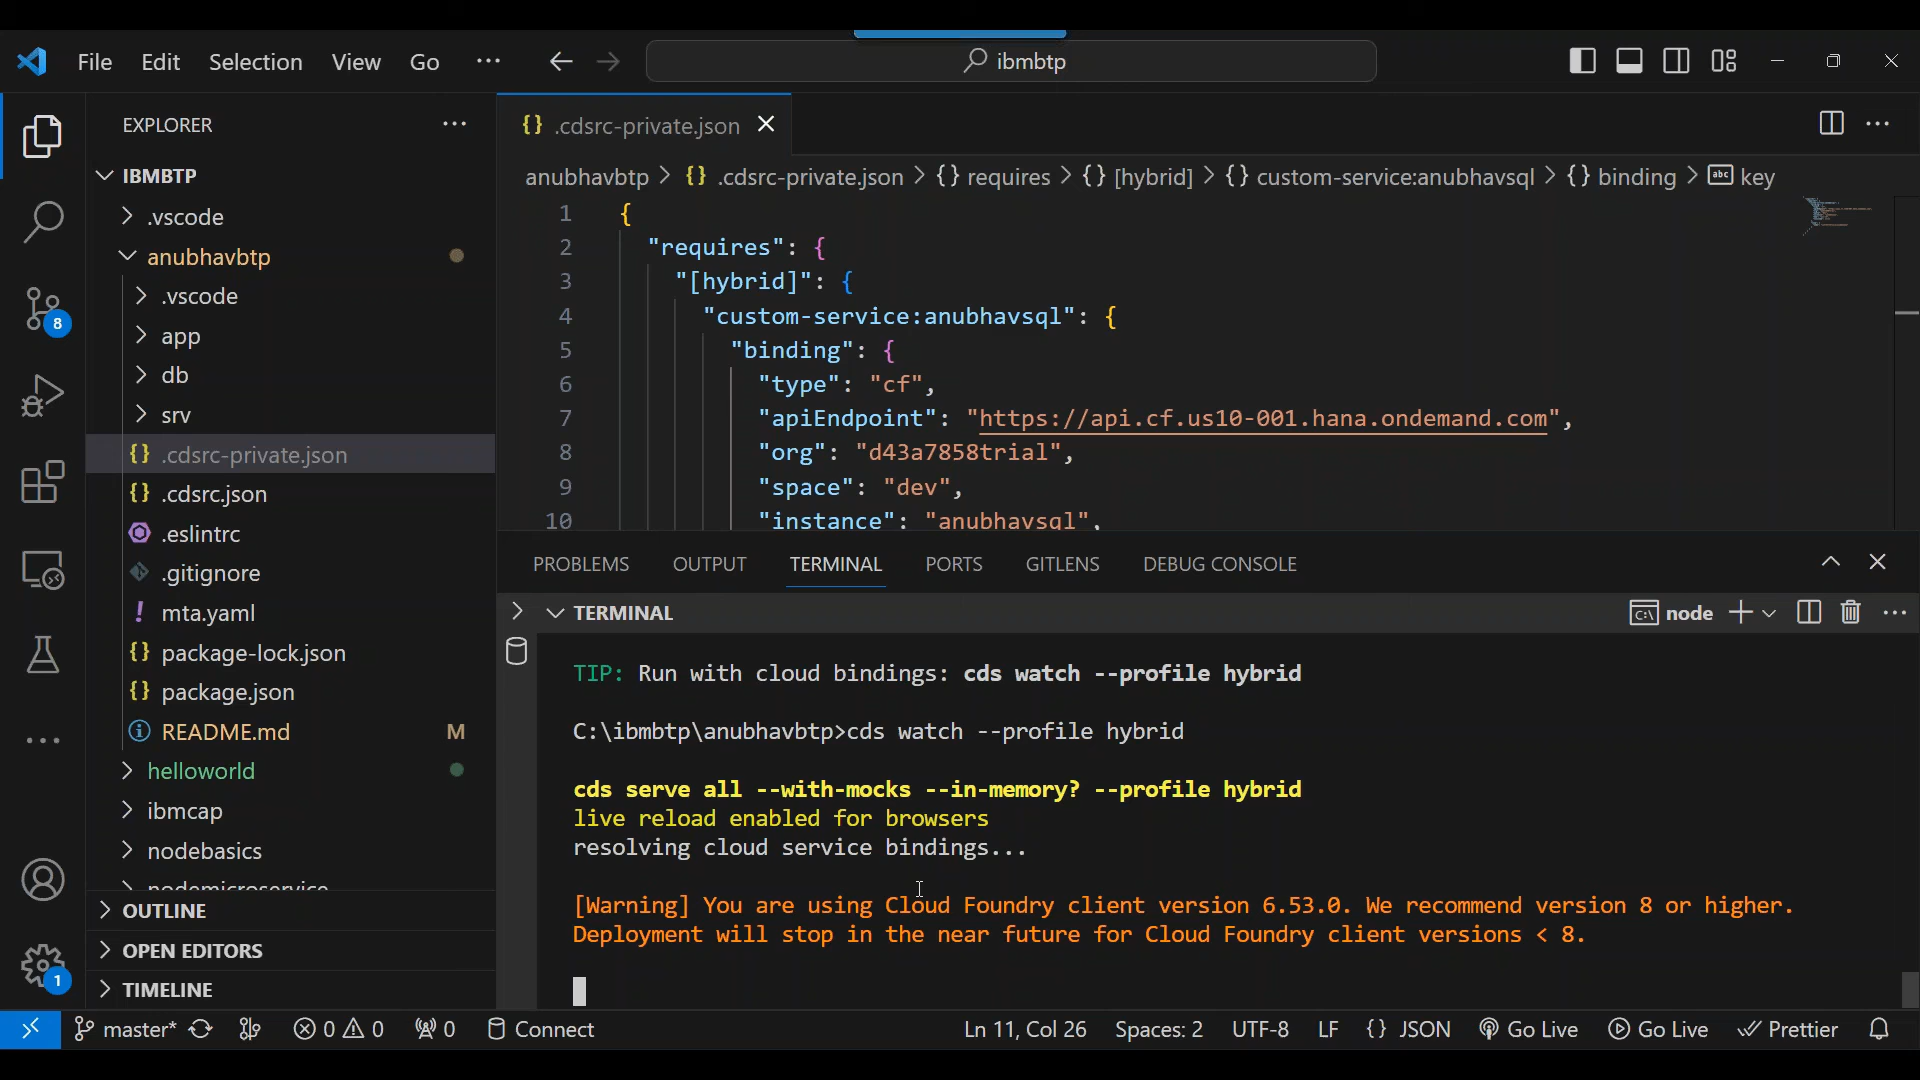 File Edit Selection View Go ··· ibmbtp
EXPLORER ···
.cdsrc-private.json
IBMBTP
anubhavbtp > {} .cdsrc-private.json > {} requires > {} [hybrid] > {} custom-service:anubhavsql > {} binding > abc key
.vscode
anubhavbtp
.vscode
app
db
srv
.cdsrc-private.json
.cdsrc.json
.eslintrc
.gitignore
mta.yaml
package-lock.json
package.json
README.md M
helloworld
ibmcap
nodebasics
nodemicroservice
OUTLINE
OPEN EDITORS
TIMELINE
8
1
1 {
2 "requires": {
3 "[hybrid]": {
4 "custom-service:anubhavsql": {
5 "binding": {
6 "type": "cf",
7 "apiEndpoint": "https://api.cf.us10-001.hana.ondemand.com",
8 "org": "d43a7858trial",
9 "space": "dev",
10 "instance": "anubhavsql",
PROBLEMS OUTPUT TERMINAL PORTS GITLENS DEBUG CONSOLE
TERMINAL node
TIP: Run with cloud bindings: cds watch --profile hybrid
C:\ibmbtp\anubhavbtp>cds watch --profile hybrid
cds serve all --with-mocks --in-memory? --profile hybrid
live reload enabled for browsers
resolving cloud service bindings...
[Warning] You are using Cloud Foundry client version 6.53.0. We recommend version 8 or higher.
Deployment will stop in the near future for Cloud Foundry client versions < 8.
master* 0 0 0 Connect Ln 11, Col 26 Spaces: 2 UTF-8 LF {} JSON Go Live Go Live Prettier